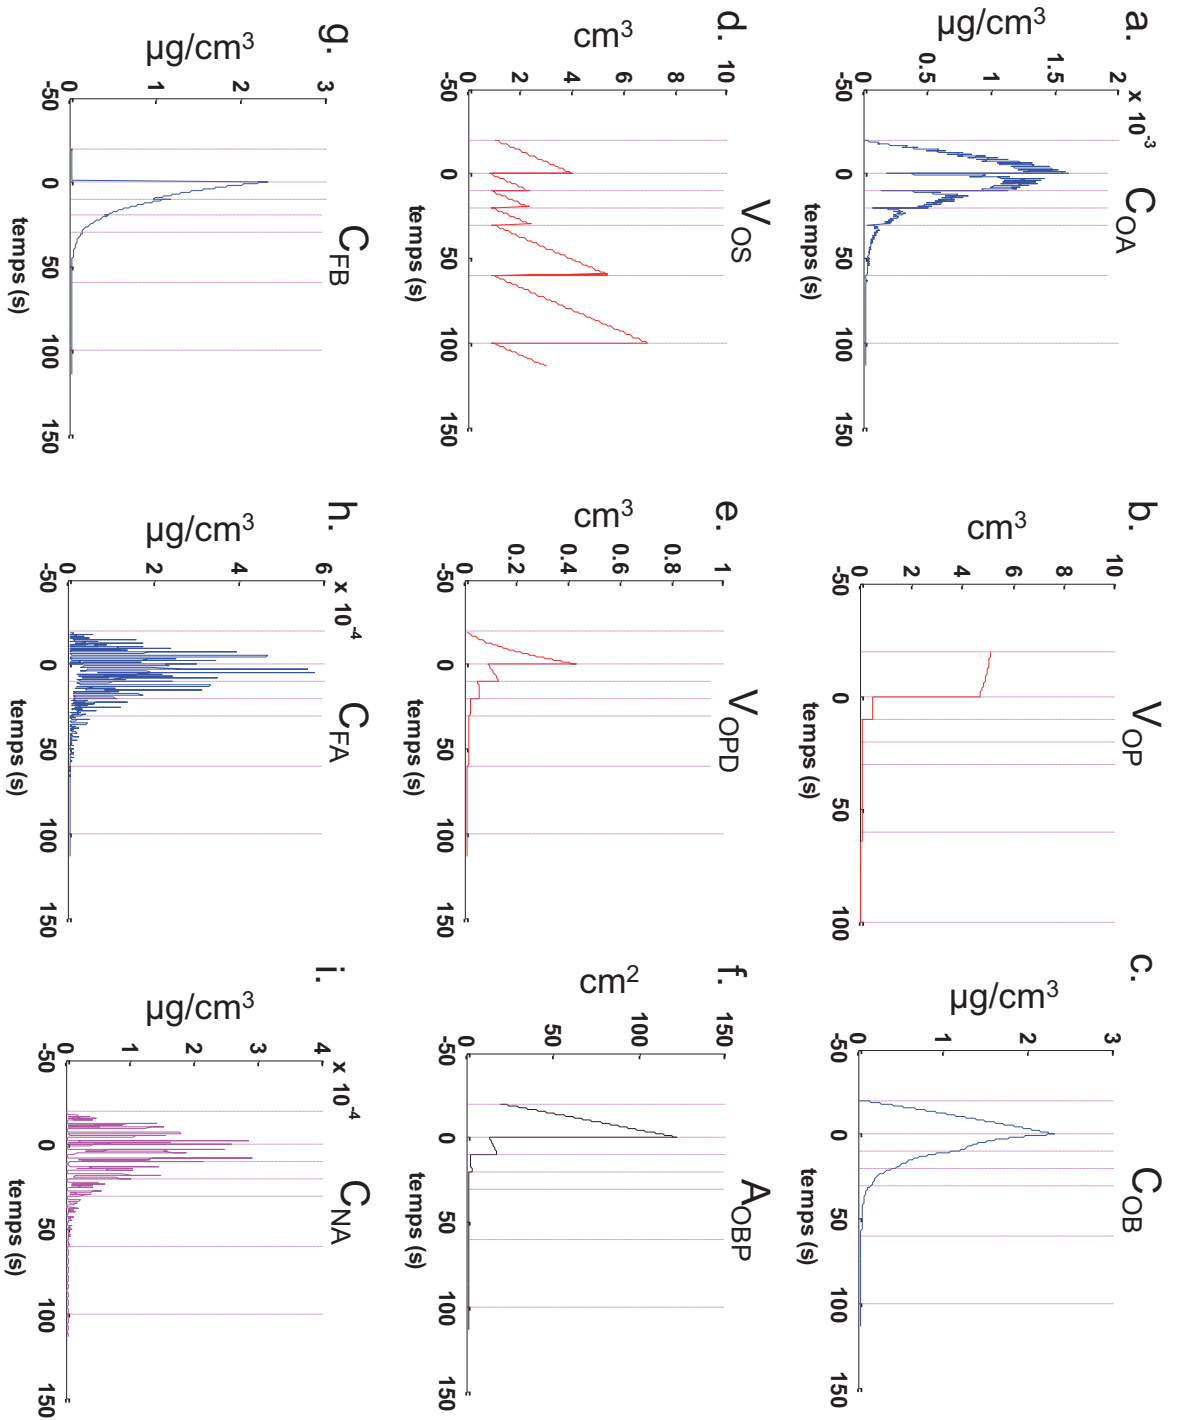 a.
x 10⁻³
C_OA
µg/cm³
2
1.5
1
0.5
0
-50 0 50 100 150
temps (s)
b.
V_OP
cm³
10
8
6
4
2
0
-50 0 50 100
temps (s)
c.
C_OB
µg/cm³
3
2
1
0
-50 0 50 100 150
temps (s)
d.
V_OS
cm³
10
8
6
4
2
0
-50 0 50 100 150
temps (s)
e.
V_OPD
cm³
1
0.8
0.6
0.4
0.2
0
-50 0 50 100 150
temps (s)
f.
A_OBP
cm²
150
100
50
0
-50 0 50 100 150
temps (s)
g.
C_FB
µg/cm³
3
2
1
0
-50 0 50 100 150
temps (s)
h.
x 10⁻⁴
C_FA
µg/cm³
6
4
2
0
-50 0 50 100 150
temps (s)
i.
x 10⁻⁴
C_NA
µg/cm³
4
3
2
1
0
-50 0 50 100 150
temps (s)